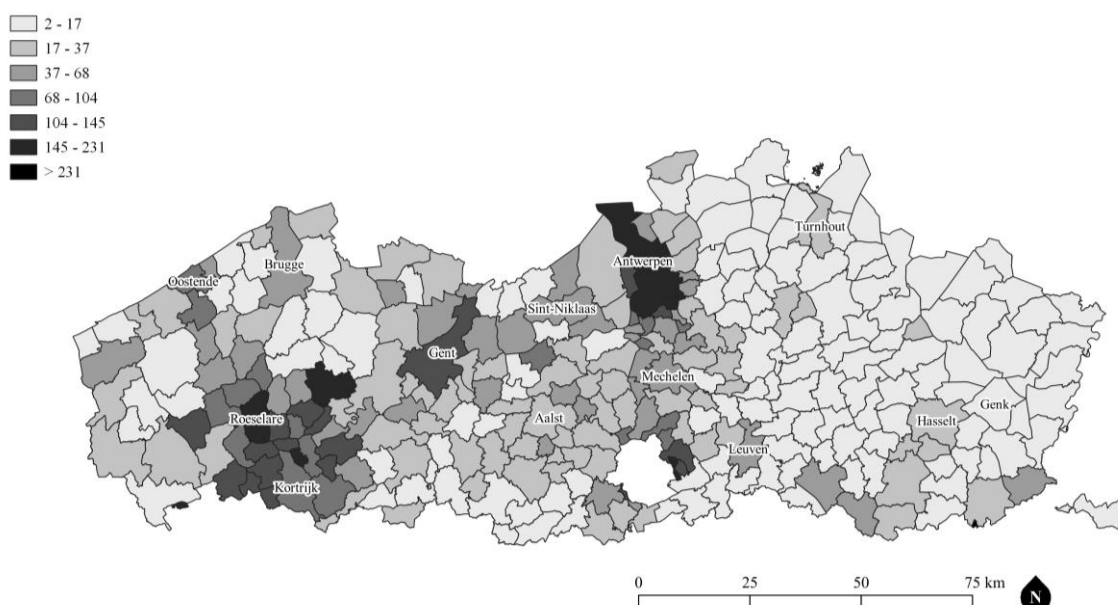 2 - 17
17 - 37
37 - 68
68 - 104
104 - 145
145 - 231
> 231
Turnhout
Brugge
Antwerpen
Oostende
Sint-Niklaas
Gent
Mechelen
Genk
Roeselare
Aalst
Hasselt
Leuven
Kortrijk
0 25 50 75 km
N